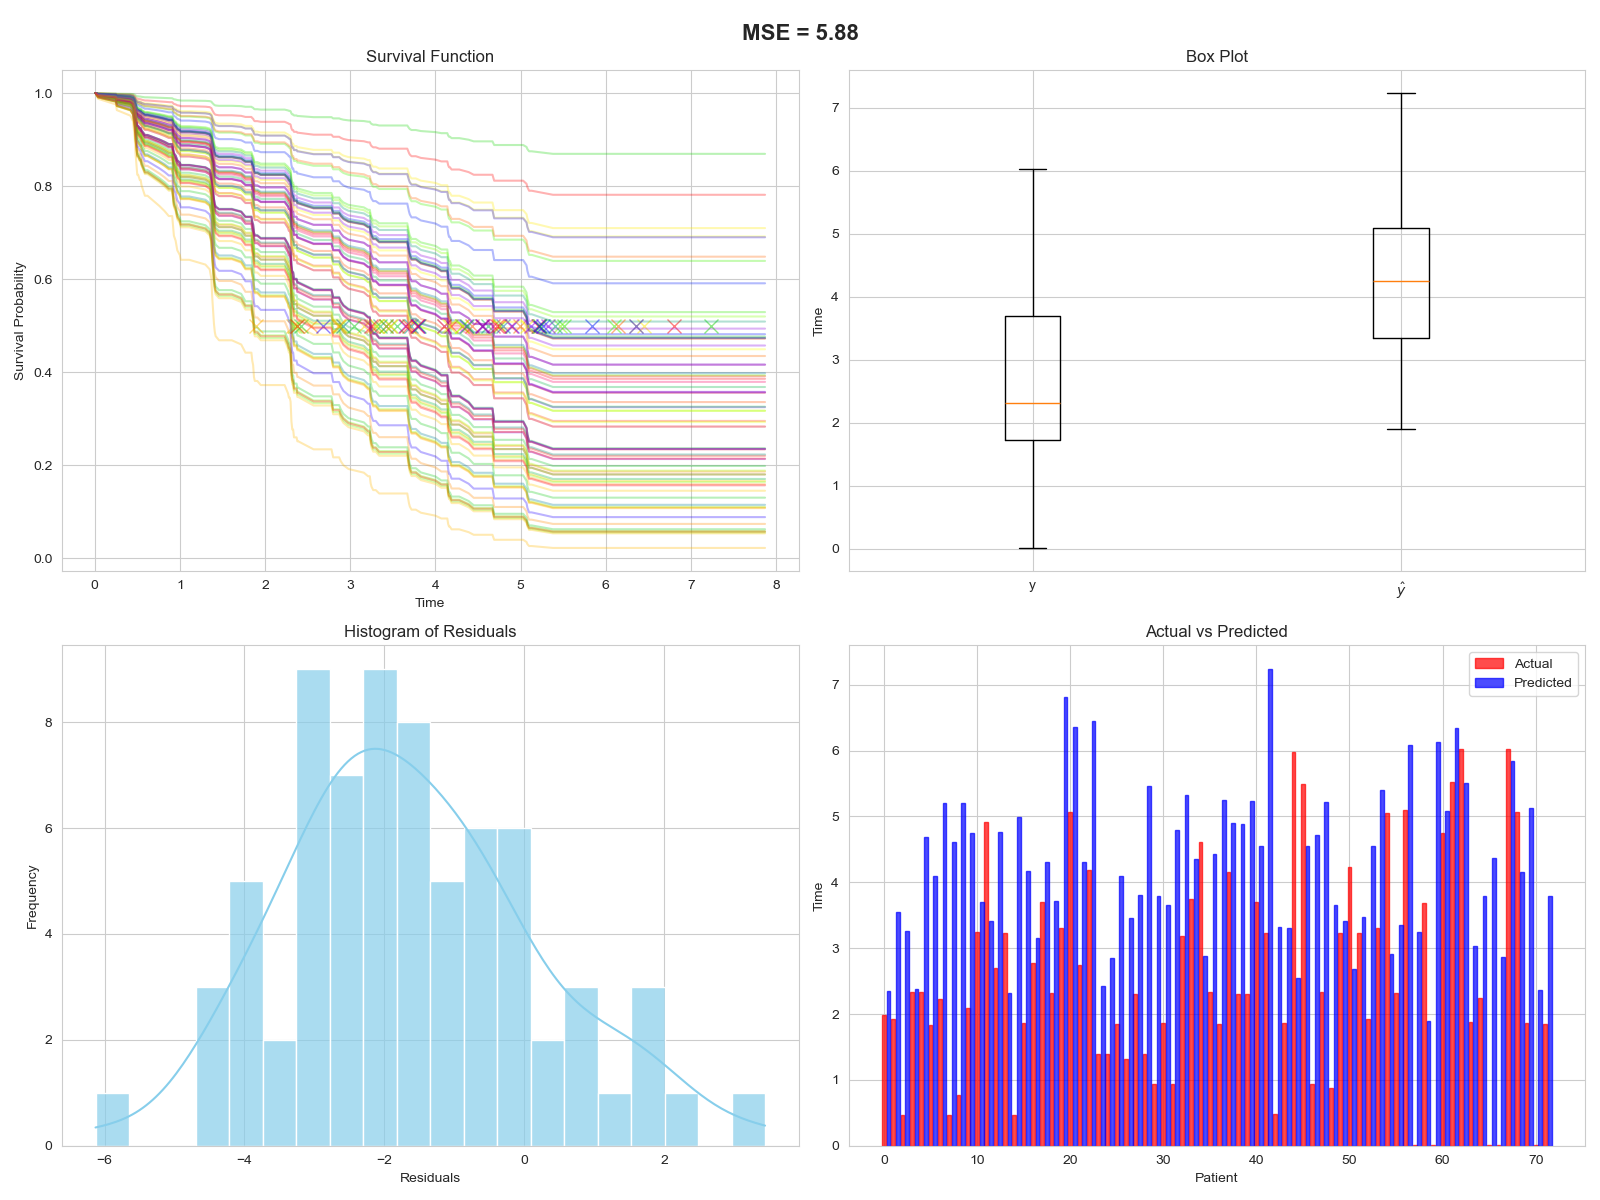 MSE = 5.88
Survival Function
1.0
0.8
0.6
0.4
0.2
0.0
Survival Probability
0 1 2 3 4 5 6 7 8
Time
Box Plot
7
6
5
4
3
2
1
0
Time
y ŷ
Histogram of Residuals
8
6
4
2
0
Frequency
−6 −4 −2 0 2
Residuals
Actual vs Predicted
Actual
Predicted
7
6
5
4
3
2
1
0
Time
0 10 20 30 40 50 60 70
Patient